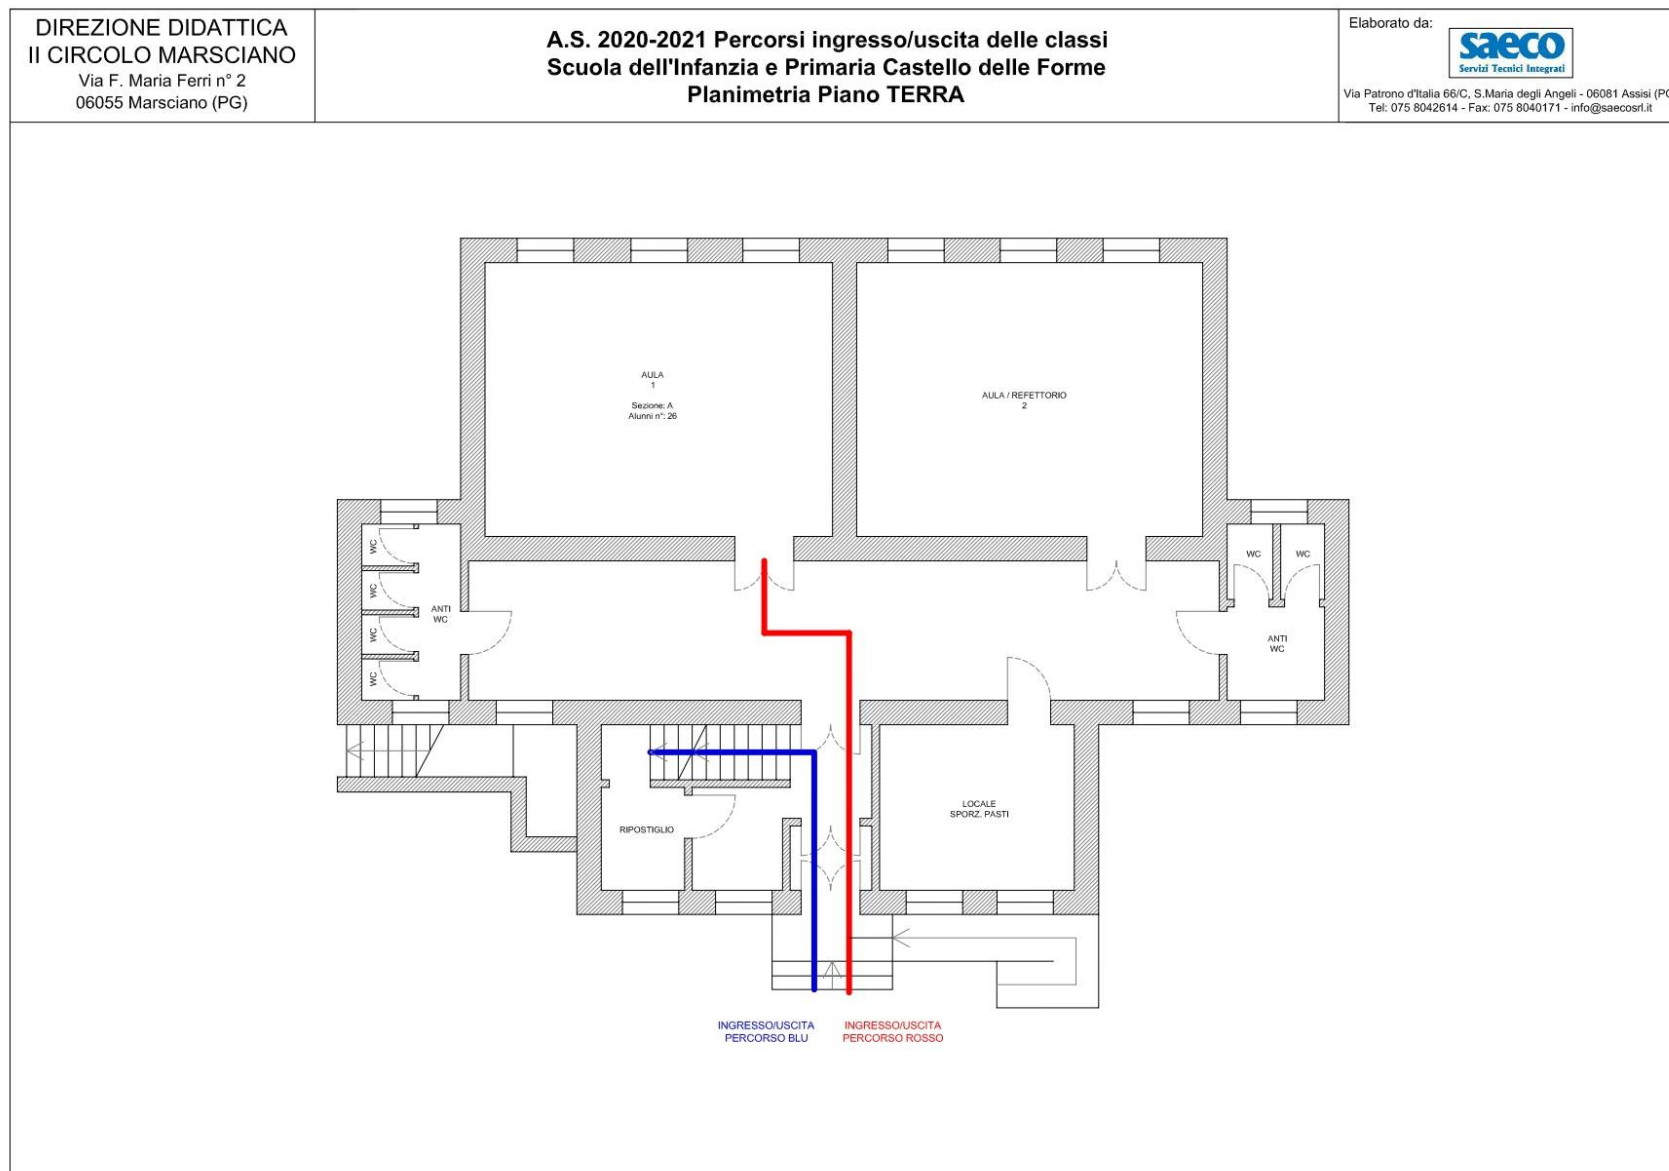 DIREZIONE DIDATTICA
II CIRCOLO MARSCIANO
Via F. Maria Ferri n° 2
06055 Marsciano (PG)
A.S. 2020-2021 Percorsi ingresso/uscita delle classi
Scuola dell'Infanzia e Primaria Castello delle Forme
Planimetria Piano TERRA
Elaborato da:
saeco
Servizi Tecnici Integrati
Via Patrono d'Italia 66/C, S.Maria degli Angeli - 06081 Assisi (PG
Tel: 075 8042614 - Fax: 075 8040171 - info@saecosrl.it
AULA
1
Sezione: A
Alunni n°: 26
AULA / REFETTORIO
2
WC
WC
WC
WC
ANTI
WC
WC
WC
ANTI
WC
RIPOSTIGLIO
LOCALE
SPORZ. PASTI
INGRESSO/USCITA
PERCORSO BLU
INGRESSO/USCITA
PERCORSO ROSSO